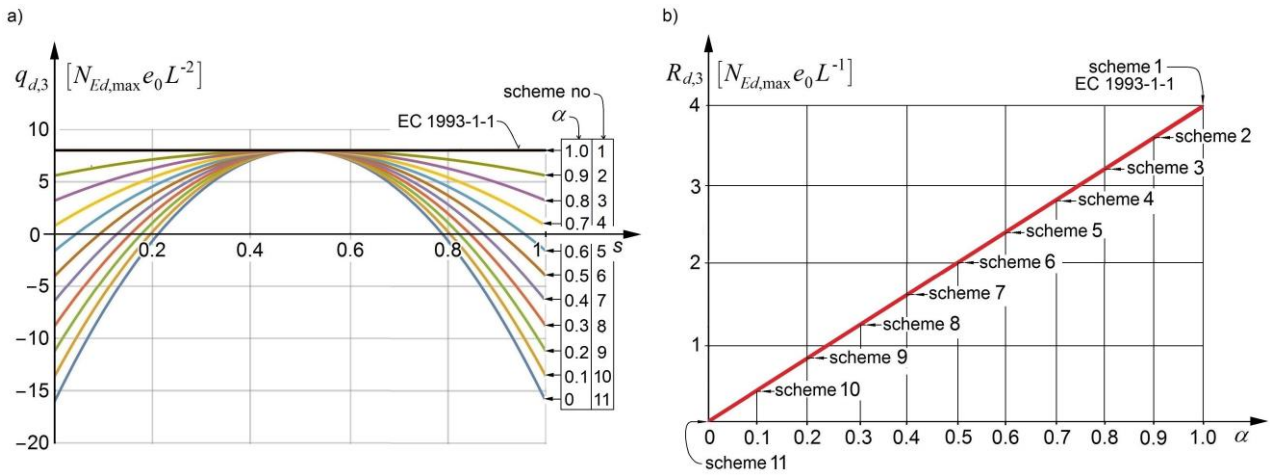 a)
q_{d,3} [N_{Ed,max} e_0 L^{-2}]
scheme no
α
EC 1993-1-1
10
5
0
−5
−10
−15
−20
0.2
0.4
0.6
0.8
1
s
1.0 1
0.9 2
0.8 3
0.7 4
0.6 5
0.5 6
0.4 7
0.3 8
0.2 9
0.1 10
0 11
b)
R_{d,3} [N_{Ed,max} e_0 L^{-1}]
scheme 1
EC 1993-1-1
4
3
2
1
scheme 2
scheme 3
scheme 4
scheme 5
scheme 6
scheme 7
scheme 8
scheme 9
scheme 10
0 0.1 0.2 0.3 0.4 0.5 0.6 0.7 0.8 0.9 1.0 α
scheme 11